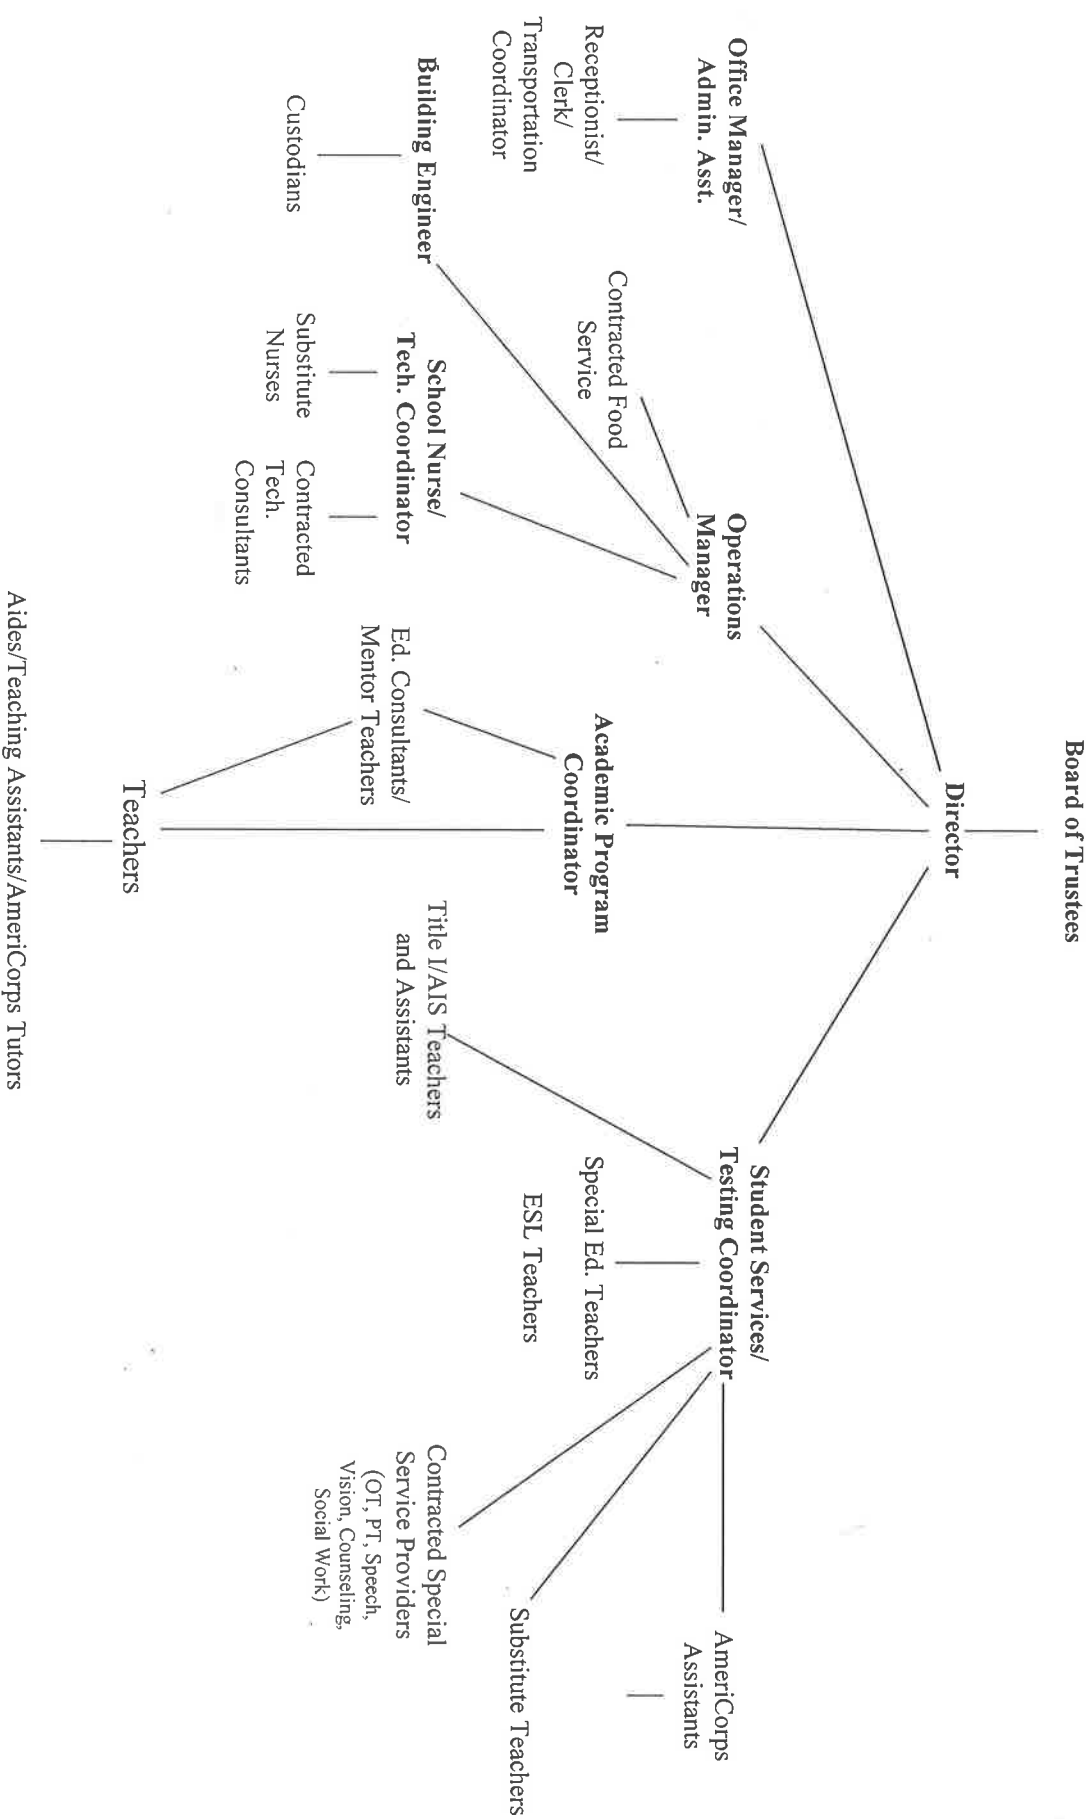 Board of Trustees
Director
Office Manager/
Admin. Asst.
Receptionist/
Clerk/
Transportation
Coordinator
Operations
Manager
Contracted Food
Service
Building Engineer
Custodians
School Nurse/
Tech. Coordinator
Substitute
Nurses
Contracted
Tech.
Consultants
Academic Program
Coordinator
Ed. Consultants/
Mentor Teachers
Teachers
Aides/Teaching Assistants/AmeriCorps Tutors
Student Services/
Testing Coordinator
Title I/AIS Teachers
and Assistants
Special Ed. Teachers
ESL Teachers
Contracted Special
Service Providers
(OT, PT, Speech,
Vision, Counseling,
Social Work)
Substitute Teachers
AmeriCorps
Assistants